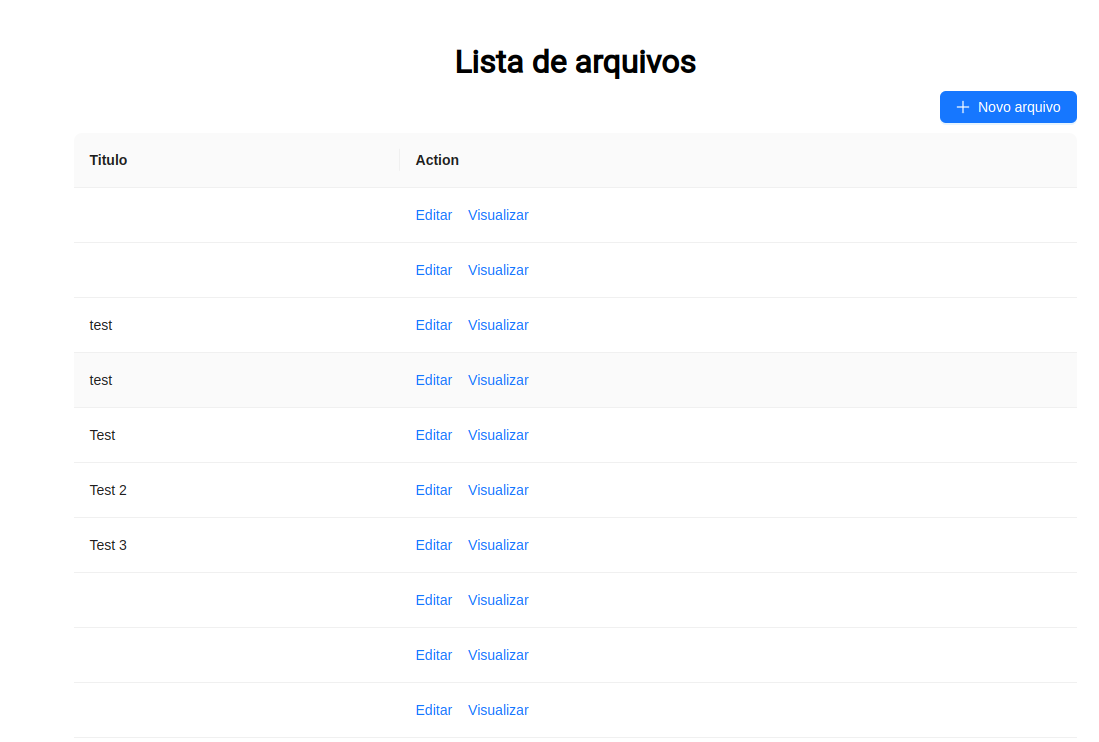 Lista de arquivos
Novo arquivo
Titulo Action
Editar Visualizar
Editar Visualizar
test Editar Visualizar
test Editar Visualizar
Test Editar Visualizar
Test 2 Editar Visualizar
Test 3 Editar Visualizar
Editar Visualizar
Editar Visualizar
Editar Visualizar